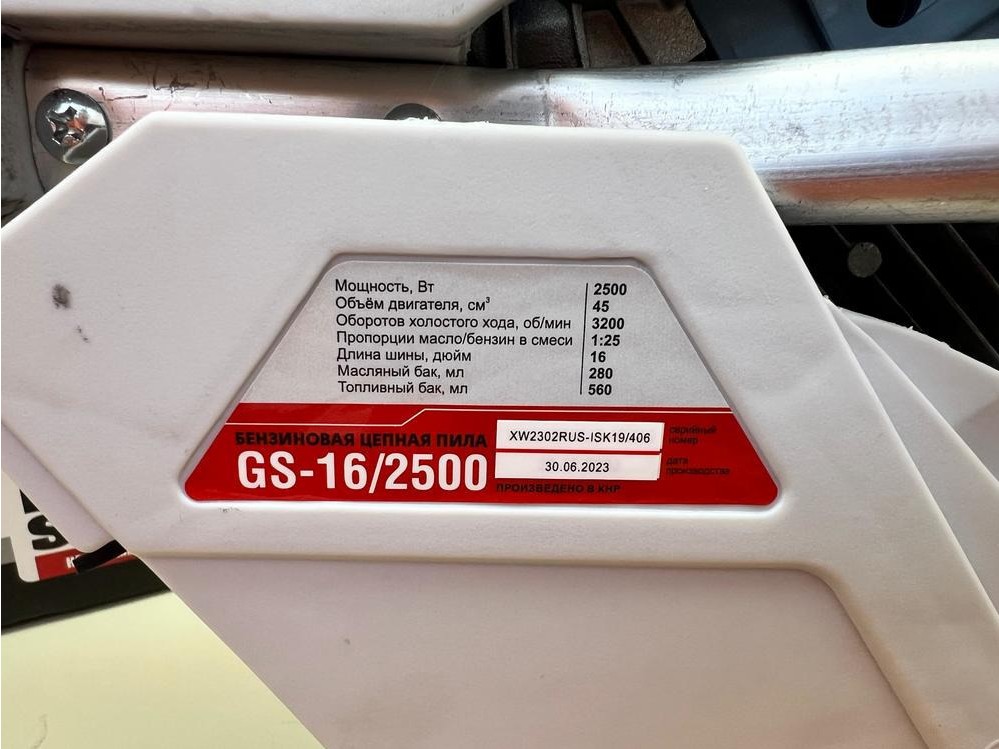 Мощность, Вт 2500
Объём двигателя, см³ 45
Оборотов холостого хода, об/мин 3200
Пропорции масло/бензин в смеси 1:25
Длина шины, дюйм 16
Масляный бак, мл 280
Топливный бак, мл 560
БЕНЗИНОВАЯ ЦЕПНАЯ ПИЛА
GS-16/2500
XW2302RUS-ISK19/406
серийный
номер
30.06.2023
дата
производства
ПРОИЗВЕДЕНО В КНР